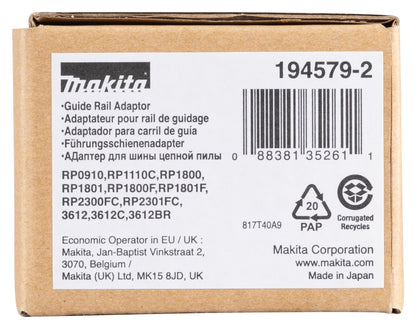 makita
194579-2
•Guide Rail Adaptor
•Adaptateur pour rail de guidage
•Adaptador para carril de guía
•Führungsschienenadapter
•АДаптер для шины цепной пилы
0 88381 35261 1
RP0910,RP1110C,RP1800,
RP1801,RP1800F,RP1801F,
RP2300FC,RP2301FC,
3612,3612C,3612BR
817T40A9
20
PAP
Corrugated
Recycles
Economic Operator in EU / UK :
Makita, Jan-Baptist Vinkstraat 2,
3070, Belgium /
Makita (UK) Ltd, MK15 8JD, UK
Makita Corporation
www.makita.com
Made in Japan